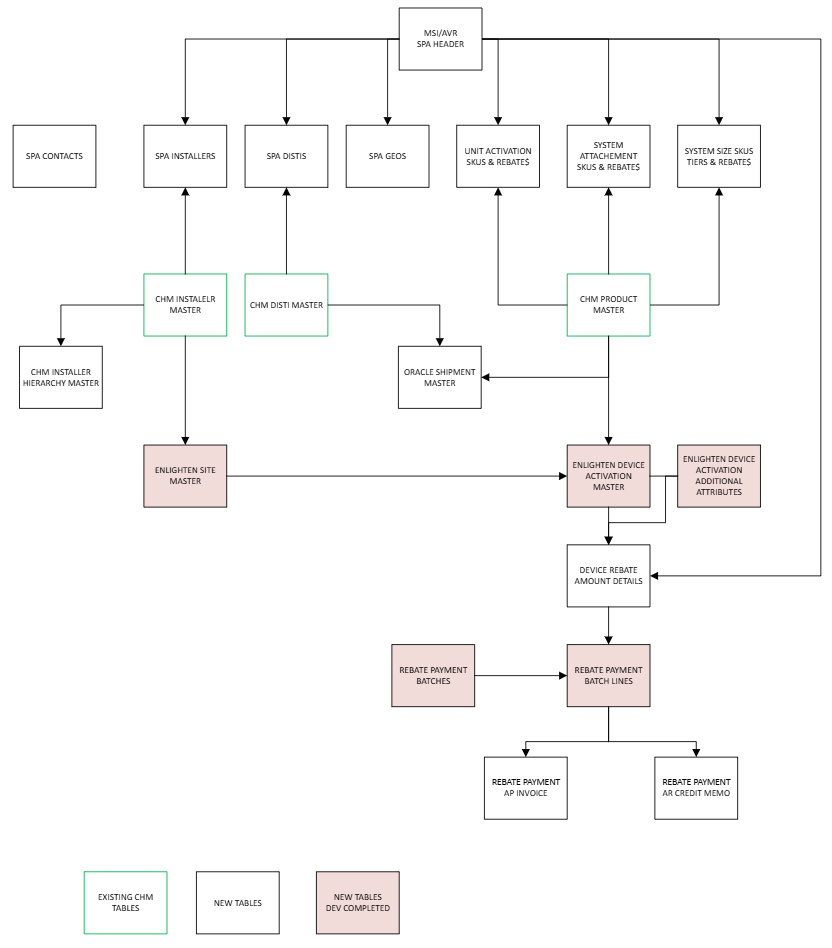 MSI/AVR
SPA HEADER
SPA CONTACTS
SPA INSTALLERS
SPA DISTIS
SPA GEOS
UNIT ACTIVATION
SKUS & REBATE$
SYSTEM
ATTACHEMENT
SKUS & REBATE$
SYSTEM SIZE SKUS
TIERS & REBATE$
CHM INSTALELR
MASTER
CHM DISTI MASTER
CHM PRODUCT
MASTER
CHM INSTALLER
HIERARCHY MASTER
ORACLE SHIPMENT
MASTER
ENLIGHTEN SITE
MASTER
ENLIGHTEN DEVICE
ACTIVATION
MASTER
ENLIGHTEN DEVICE
ACTIVATION
ADDITIONAL
ATTRIBUTES
DEVICE REBATE
AMOUNT DETAILS
REBATE PAYMENT
BATCHES
REBATE PAYMENT
BATCH LINES
REBATE PAYMENT
AP INVOICE
REBATE PAYMENT
AR CREDIT MEMO
EXISTING CHM
TABLES
NEW TABLES
NEW TABLES
DEV COMPLETED